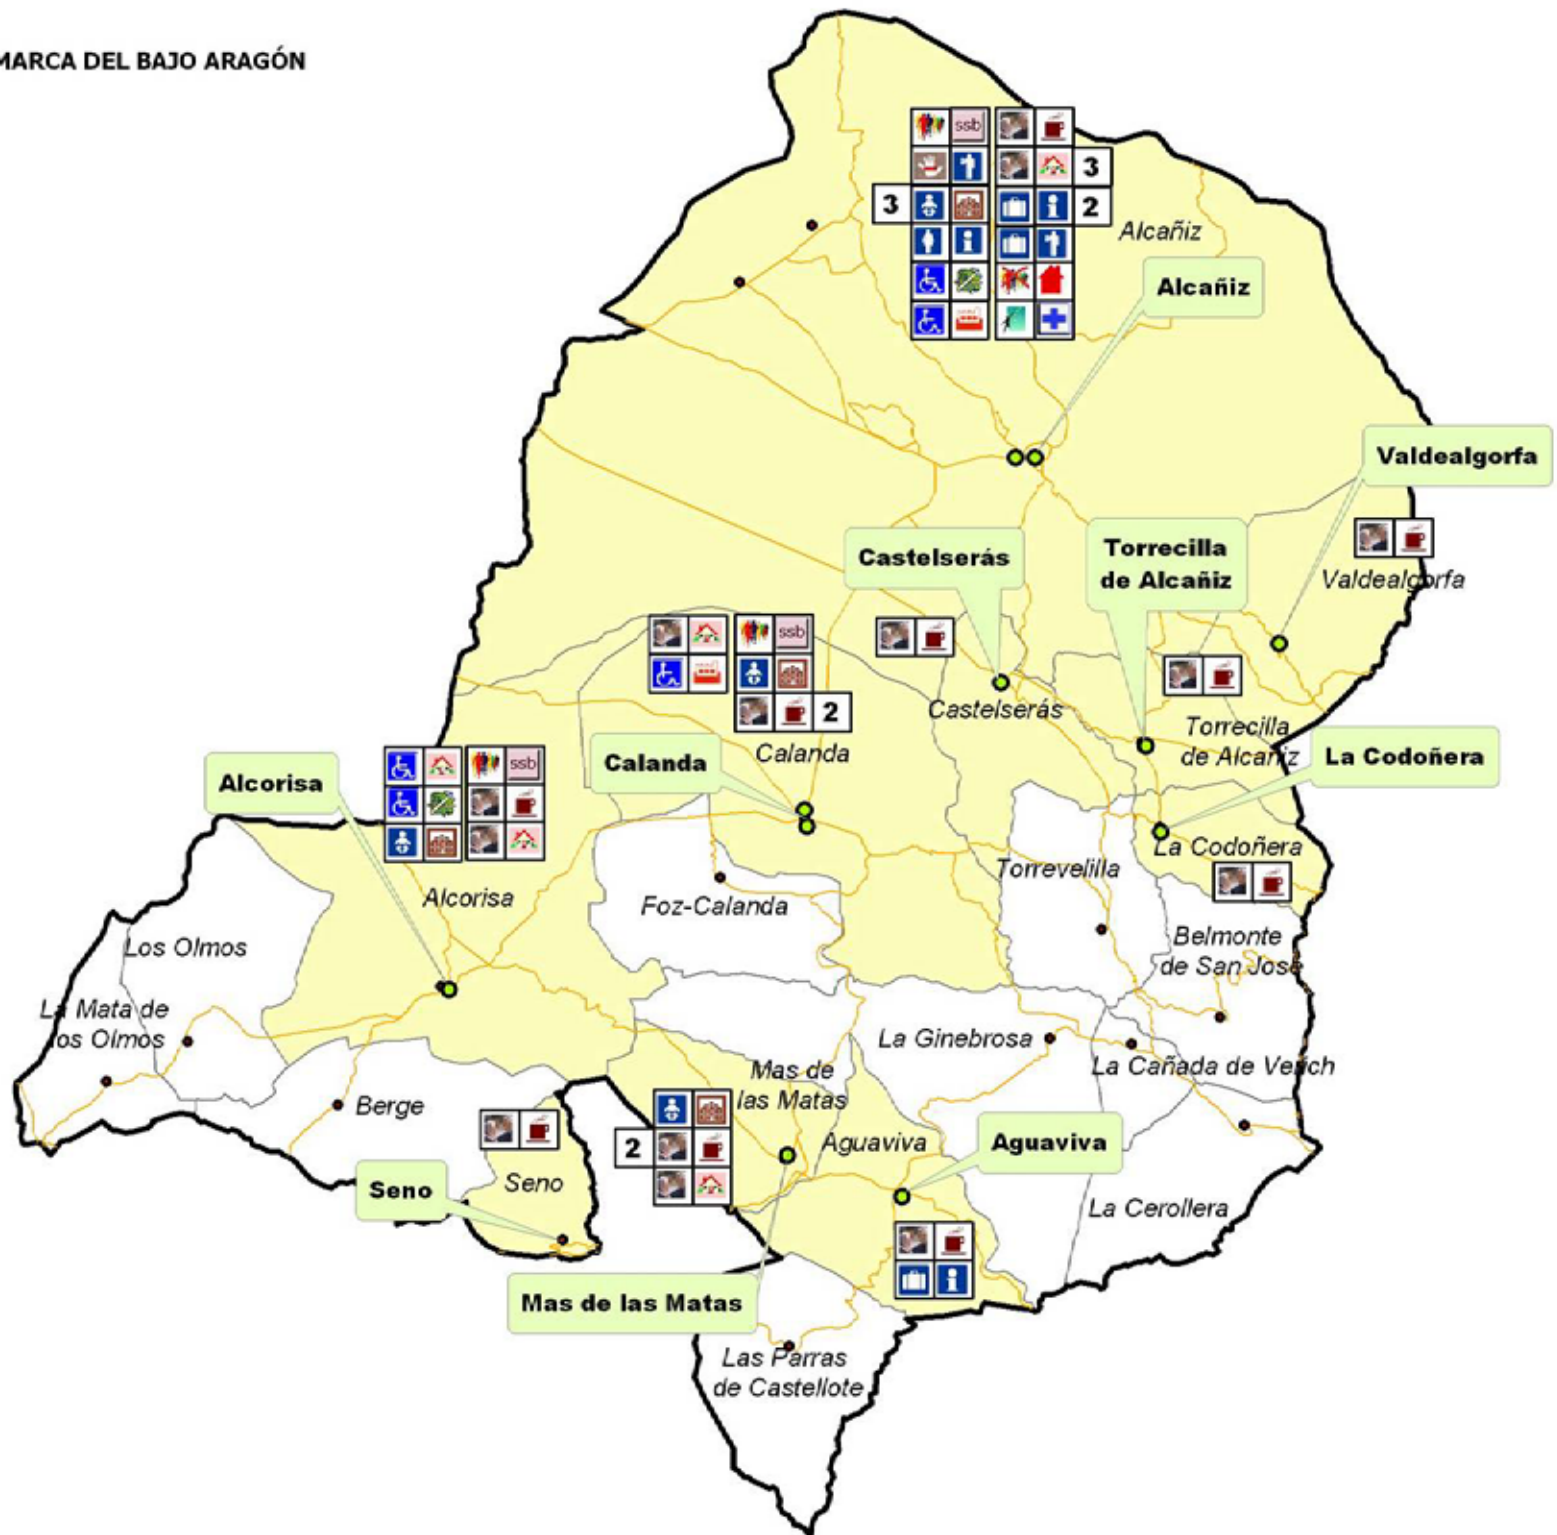 MARCA DEL BAJO ARAGÓN
ssb
3
3
2
Alcañiz
Alcañiz
Valdealgorfa
Castelserás
Torrecilla
de Alcañiz
Valdealgorfa
ssb
2
Castelserás
Calanda
Torrecilla
de Alcañiz
Calanda
La Codoñera
Alcorisa
ssb
La Codoñera
Torrevelilla
Alcorisa
Foz-Calanda
Los Olmos
Belmonte
de San José
La Mata de
los Olmos
La Ginebrosa
La Cañada de Verich
Mas de
las Matas
Berge
2
Aguaviva
Aguaviva
Seno
Seno
La Cerollera
Mas de las Matas
Las Parras
de Castellote